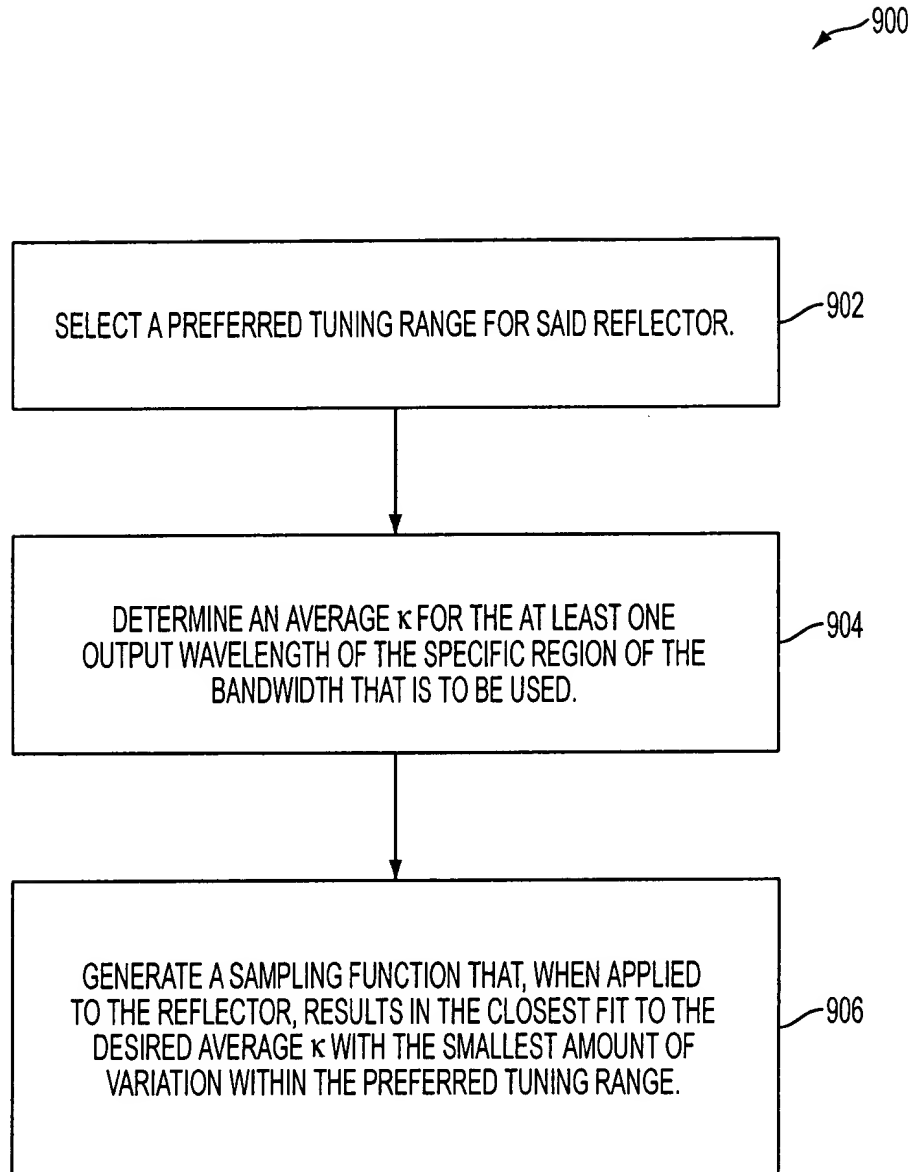 900
SELECT A PREFERRED TUNING RANGE FOR SAID REFLECTOR.
902
DETERMINE AN AVERAGE κ FOR THE AT LEAST ONE
OUTPUT WAVELENGTH OF THE SPECIFIC REGION OF THE
BANDWIDTH THAT IS TO BE USED.
904
GENERATE A SAMPLING FUNCTION THAT, WHEN APPLIED
TO THE REFLECTOR, RESULTS IN THE CLOSEST FIT TO THE
DESIRED AVERAGE κ WITH THE SMALLEST AMOUNT OF
VARIATION WITHIN THE PREFERRED TUNING RANGE.
906